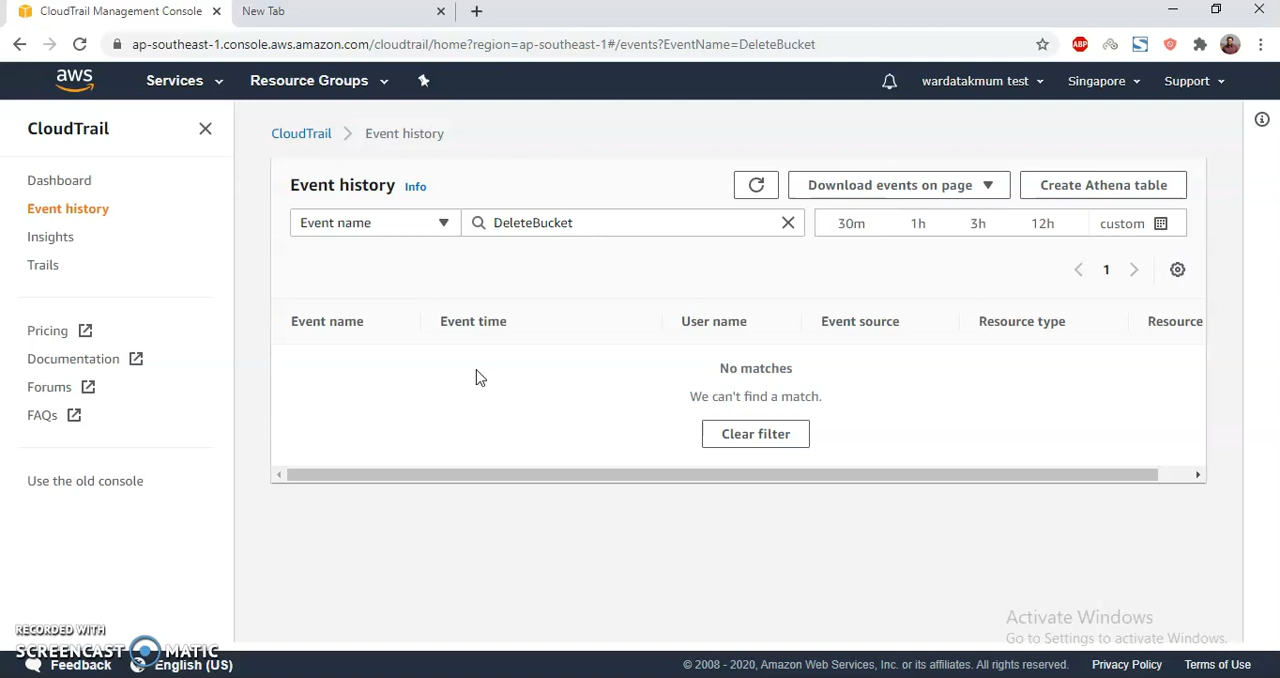 CloudTrail Management Console
New Tab
ap-southeast-1.console.aws.amazon.com/cloudtrail/home?region=ap-southeast-1#/events?EventName=DeleteBucket
ABP
aws
Services
Resource Groups
wardatakmum test
Singapore
Support
CloudTrail
Dashboard
Event history
Insights
Trails
Pricing
Documentation
Forums
FAQs
Use the old console
CloudTrail
Event history
Event history Info
Download events on page
Create Athena table
Event name
DeleteBucket
30m 1h 3h 12h custom
1
Event name Event time User name Event source Resource type Resource
No matches
We can't find a match.
Clear filter
Activate Windows
Go to Settings to activate Windows.
RECORDED WITH
SCREENCAST MATIC
Feedback
English (US)
© 2008 - 2020, Amazon Web Services, Inc. or its affiliates. All rights reserved.
Privacy Policy
Terms of Use